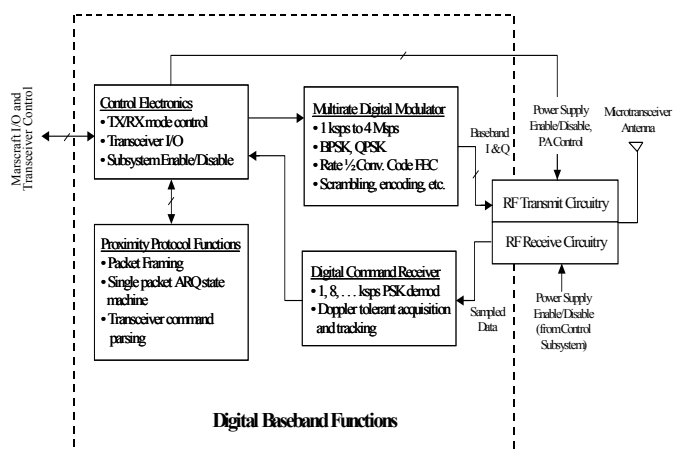 Marscraft I/O and
Transceiver Control
Control Electronics
• TX/RX mode control
• Transceiver I/O
• Subsystem Enable/Disable
Multirate Digital Modulator
• 1 ksps to 4 Msps
• BPSK, QPSK
• Rate ½ Conv. Code FEC
• Scrambling, encoding, etc.
Baseband
I & Q
Power Supply
Enable/Disable,
PA Control
Microtransceiver
Antenna
RF Transmit Circuitry
RF Receive Circuitry
Proximity Protocol Functions
• Packet Framing
• Single packet ARQ state
machine
• Transceiver command
parsing
Digital Command Receiver
• 1, 8, … ksps PSK demod
• Doppler tolerant acquisition
and tracking
Sampled
Data
Power Supply
Enable/Disable
(from Control
Subsystem)
Digital Baseband Functions